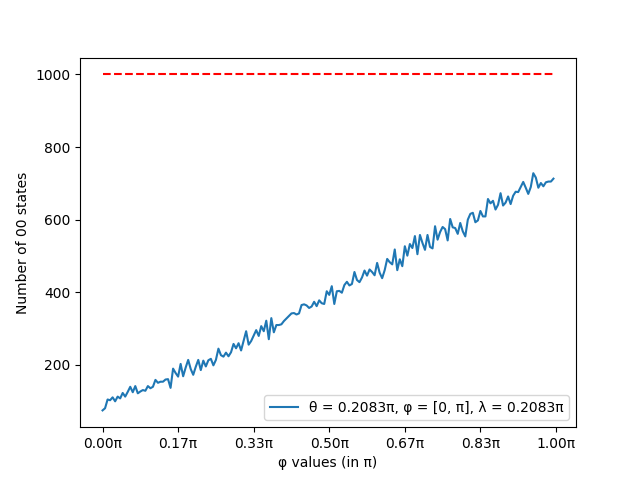 1000
800
600
400
200
Number of 00 states
θ = 0.2083π, φ = [0, π], λ = 0.2083π
0.00π 0.17π 0.33π 0.50π 0.67π 0.83π 1.00π
φ values (in π)